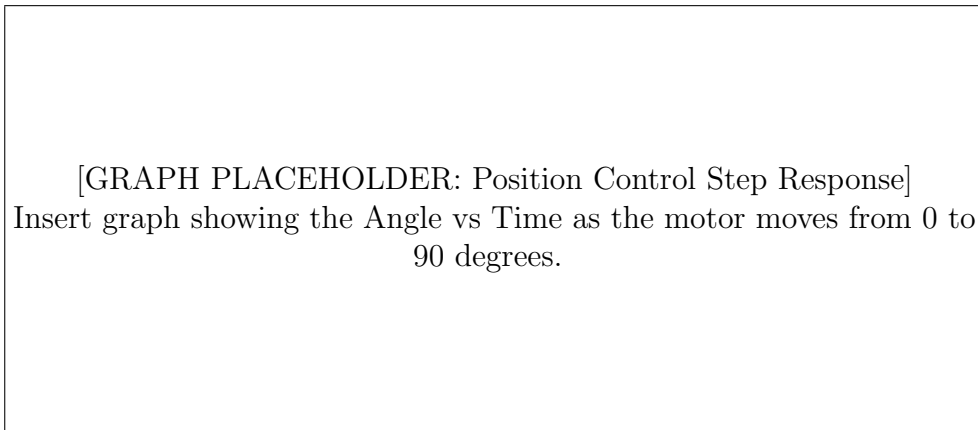 [GRAPH PLACEHOLDER: Position Control Step Response]
Insert graph showing the Angle vs Time as the motor moves from 0 to
90 degrees.